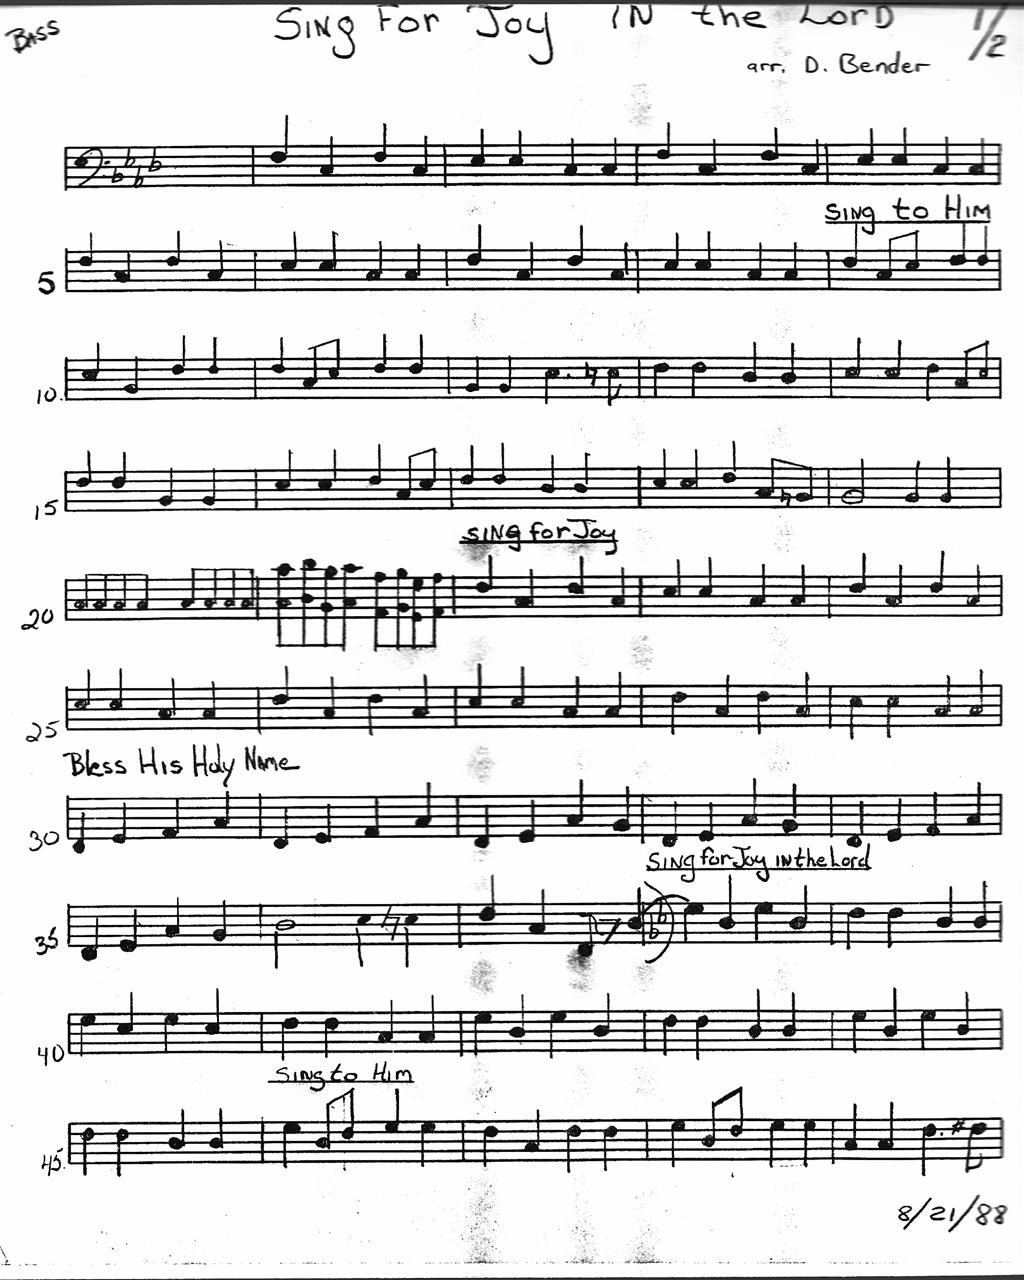 BASS
SING FOR JOY IN the LORD
1/2
arr. D. Bender
SING to HIM
5
10.
15
SING for JOY
20
25
Bless His Holy NAME
30
SING for Joy IN the Lord
35
40
SING to HIM
45.
8/21/88